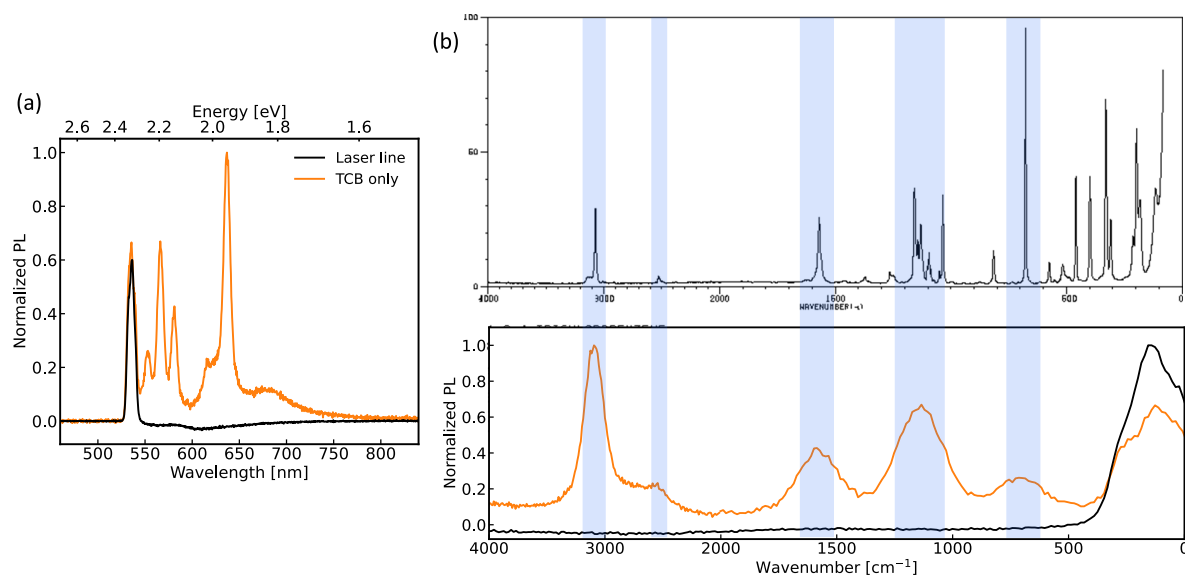 (a)
Energy [eV]
2.6 2.4 2.2 2.0 1.8 1.6
1.0
0.8
0.6
0.4
0.2
0.0
Normalized PL
Laser line
TCB only
500 550 600 650 700 750 800
Wavelength [nm]
(b)
100
50
0
4000 3000 2000 1500 1000 500 0
WAVENUMBER(-1)
1.0
0.8
0.6
0.4
0.2
0.0
Normalized PL
4000 3000 2000 1500 1000 500 0
Wavenumber [cm⁻¹]